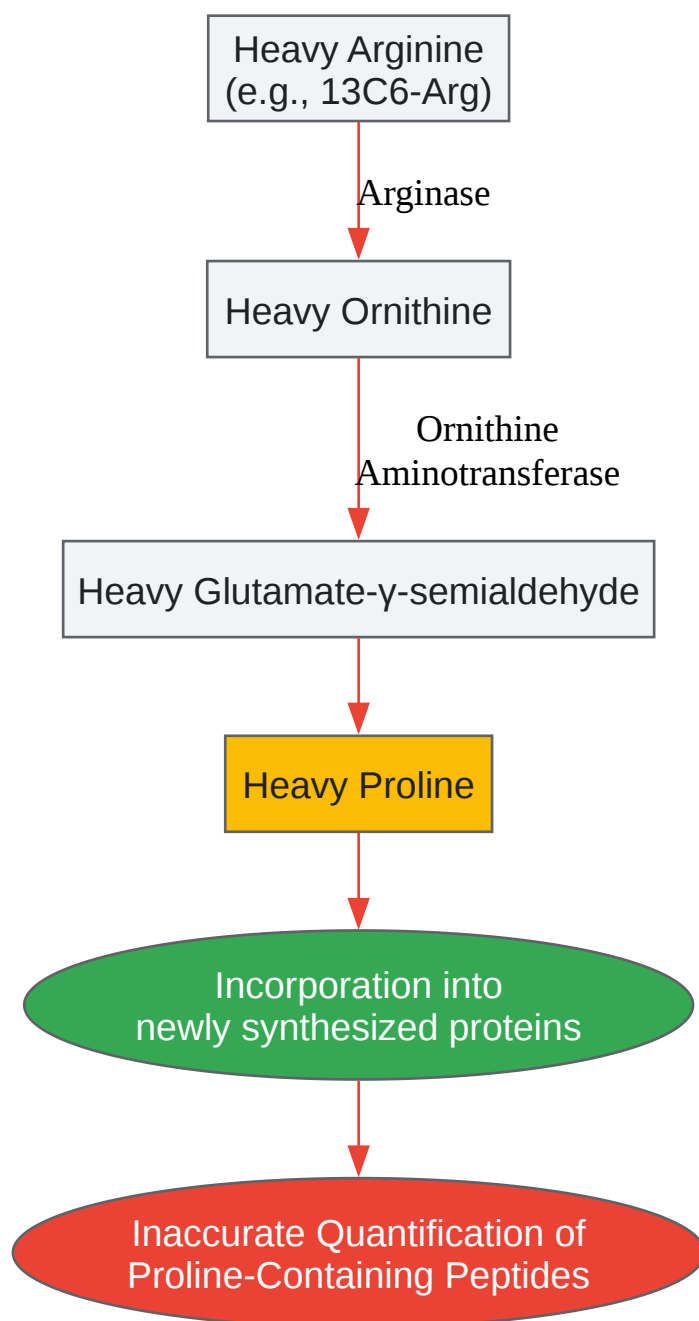 Heavy Arginine
(e.g., 13C6-Arg)
Arginase
Heavy Ornithine
Ornithine
Aminotransferase
Heavy Glutamate-γ-semialdehyde
Heavy Proline
Incorporation into
newly synthesized proteins
Inaccurate Quantification of
Proline-Containing Peptides